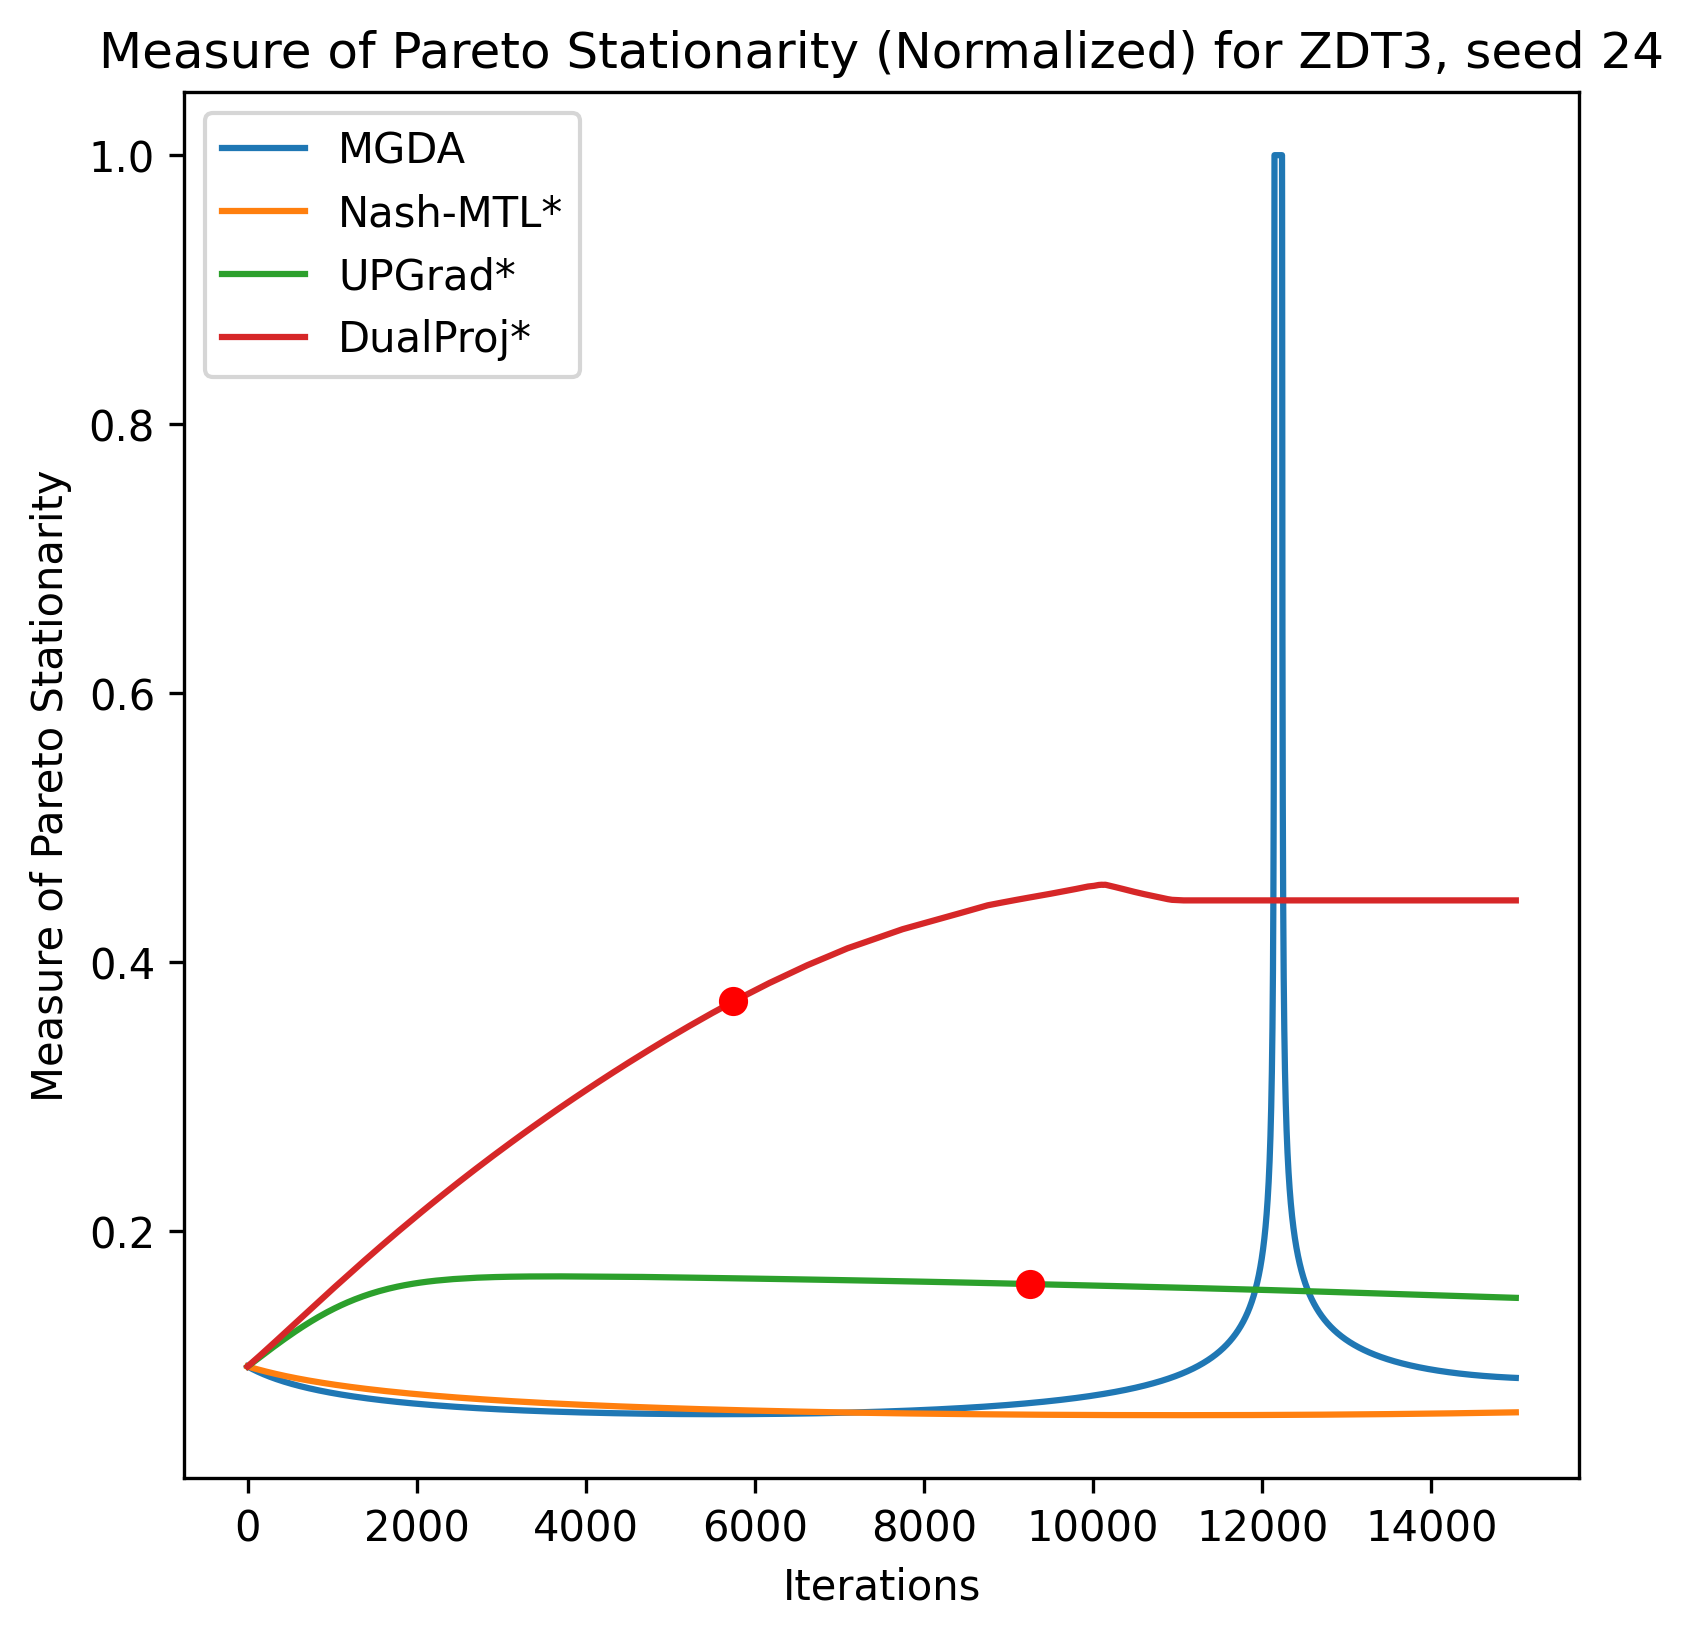 Measure of Pareto Stationarity (Normalized) for ZDT3, seed 24
MGDA
Nash-MTL*
UPGrad*
DualProj*
Measure of Pareto Stationarity
1.0
0.8
0.6
0.4
0.2
0 2000 4000 6000 8000 10000 12000 14000
Iterations